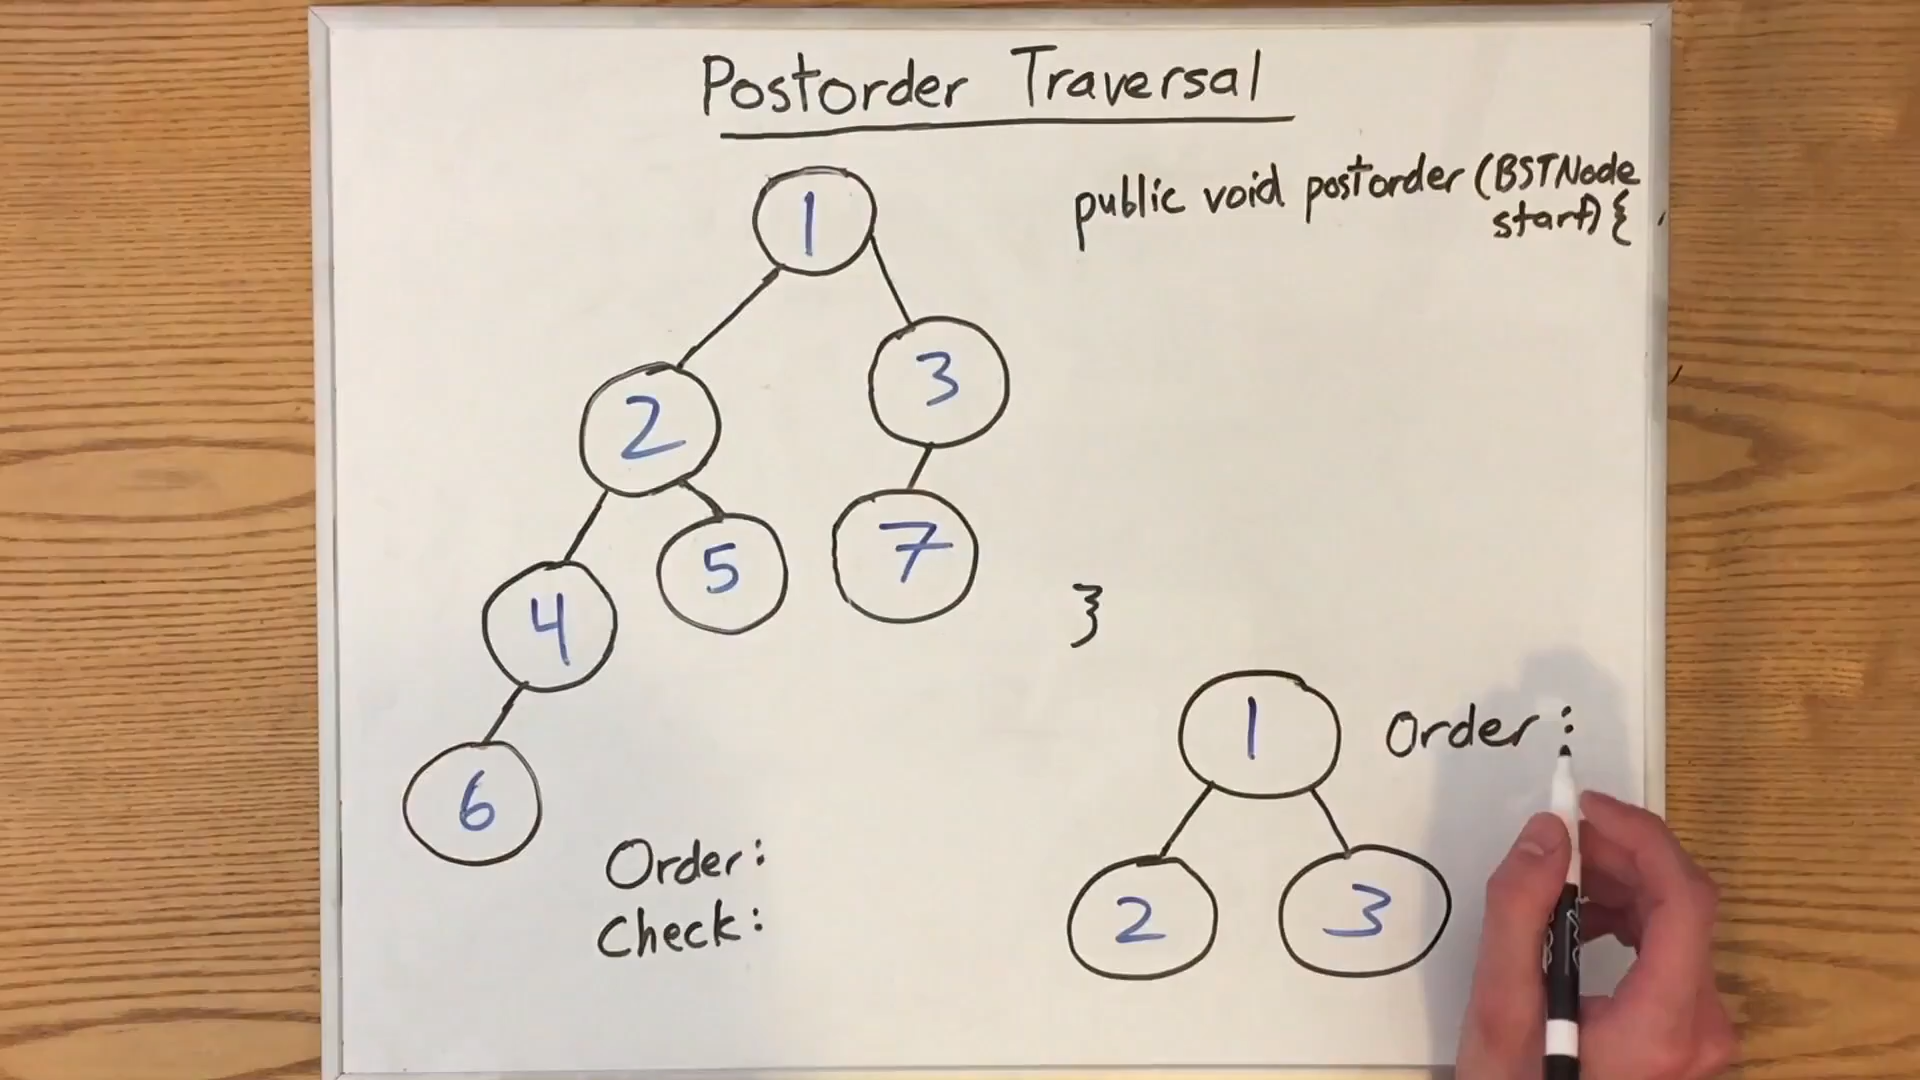 Postorder Traversal
public void postorder (BSTNode
start) {
1
2
3
4
5
7
6
}
Order:
Check:
1
Order:
2
3